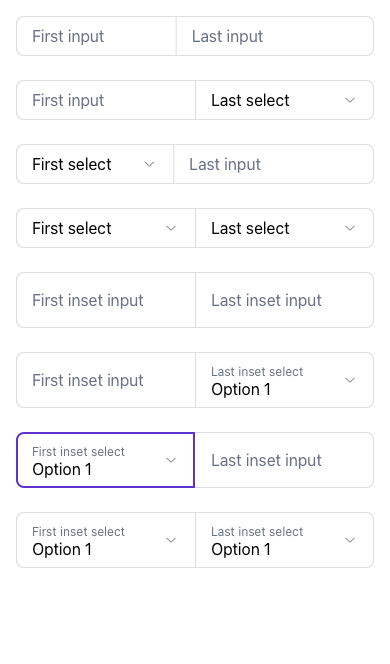 First input Last input
First input Last select
First select Last input
First select Last select
First inset input Last inset input
First inset input Last inset select
Option 1
First inset select
Option 1 Last inset input
First inset select Last inset select
Option 1 Option 1